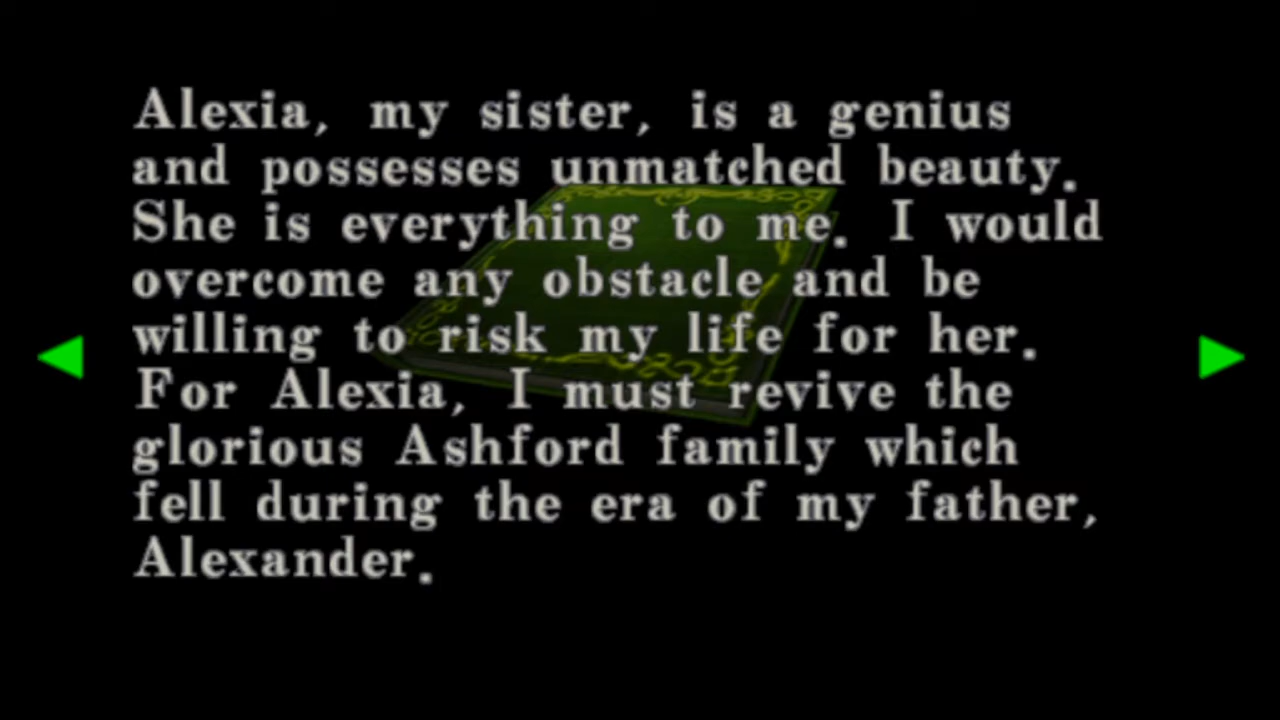 Alexia, my sister, is a genius
and possesses unmatched beauty.
She is everything to me. I would
overcome any obstacle and be
willing to risk my life for her.
For Alexia, I must revive the
glorious Ashford family which
fell during the era of my father,
Alexander.